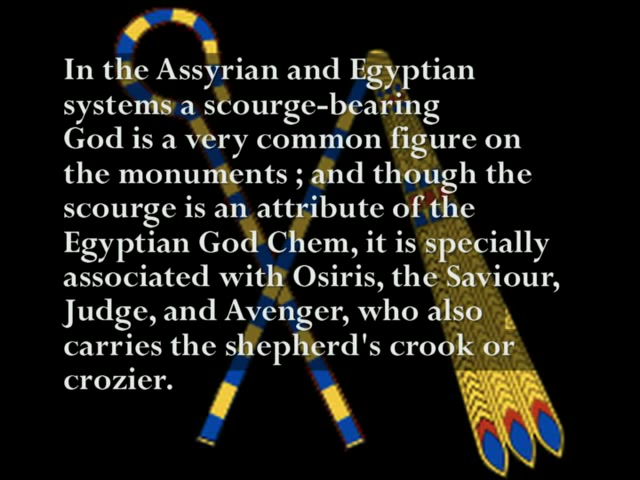 In the Assyrian and Egyptian
systems a scourge-bearing
God is a very common figure on
the monuments ; and though the
scourge is an attribute of the
Egyptian God Chem, it is specially
associated with Osiris, the Saviour,
Judge, and Avenger, who also
carries the shepherd's crook or
crozier.